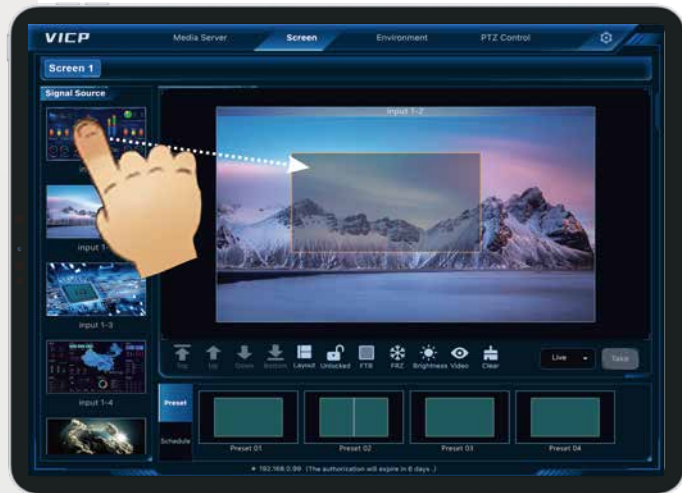 VICP
Media Server
Screen
Environment
PTZ Control
Screen 1
Signal Source
input 1-2
input 1-3
input 1-4
Top
Up
Down
Bottom
Layout
Unlocked
FTB
FRZ
Brightness
Video
Clear
Live
Take
Preset
Schedule
Preset 01
Preset 02
Preset 03
Preset 04
192.168.0.99 (The authorization will expire in 6 days .)